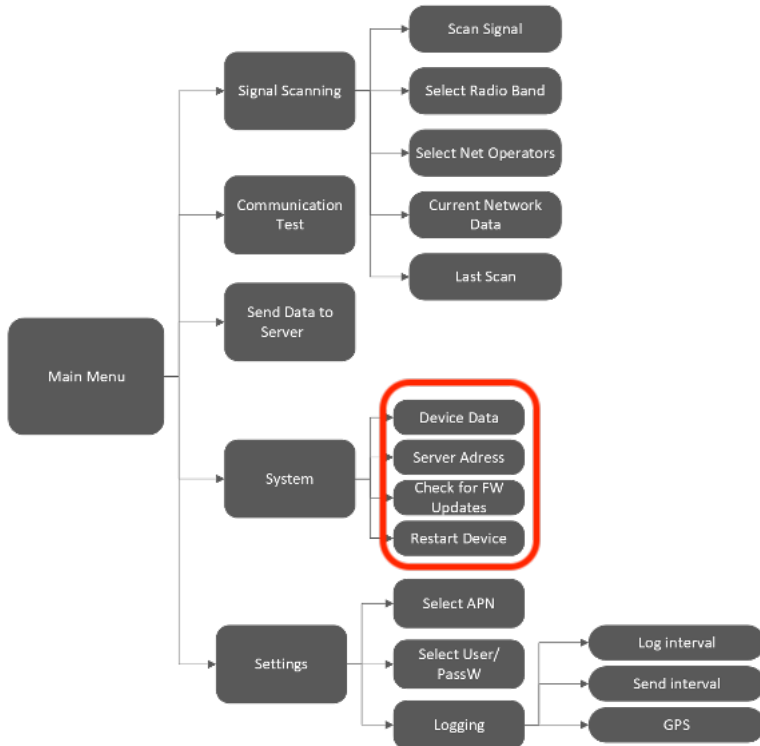 Main Menu
Signal Scanning
Scan Signal
Select Radio Band
Select Net Operators
Current Network
Data
Last Scan
Communication
Test
Send Data to
Server
System
Device Data
Server Adress
Check for FW
Updates
Restart Device
Settings
Select APN
Select User/
PassW
Logging
Log interval
Send interval
GPS